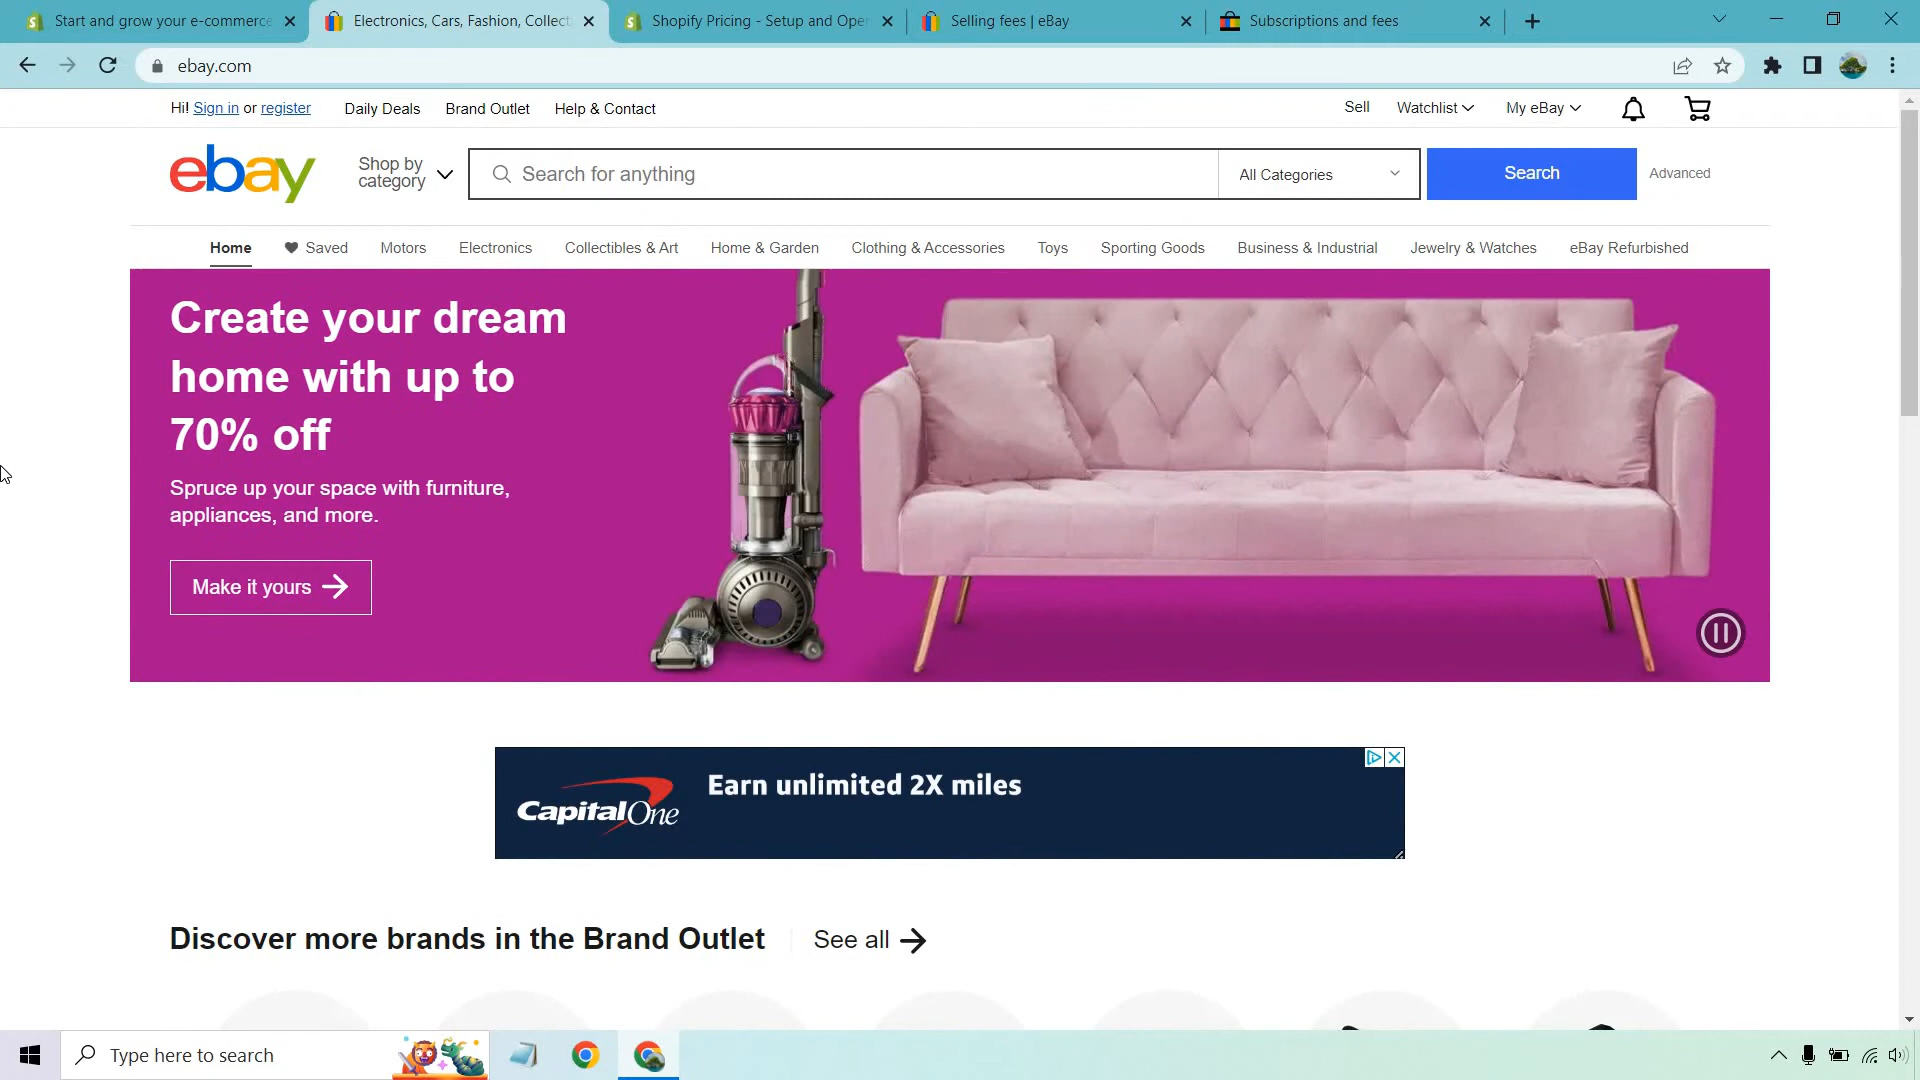 Start and grow your e-commerce
Electronics, Cars, Fashion, Collect
Shopify Pricing - Setup and Ope
Selling fees | eBay
Subscriptions and fees
ebay.com
Hi! Sign in or register
Daily Deals
Brand Outlet
Help & Contact
Sell
Watchlist
My eBay
ebay
Shop by
category
Search for anything
All Categories
Search
Advanced
Home
Saved
Motors
Electronics
Collectibles & Art
Home & Garden
Clothing & Accessories
Toys
Sporting Goods
Business & Industrial
Jewelry & Watches
eBay Refurbished
Create your dream
home with up to
70% off
Spruce up your space with furniture,
appliances, and more.
Make it yours
CapitalOne
Earn unlimited 2X miles
Discover more brands in the Brand Outlet
See all
Type here to search